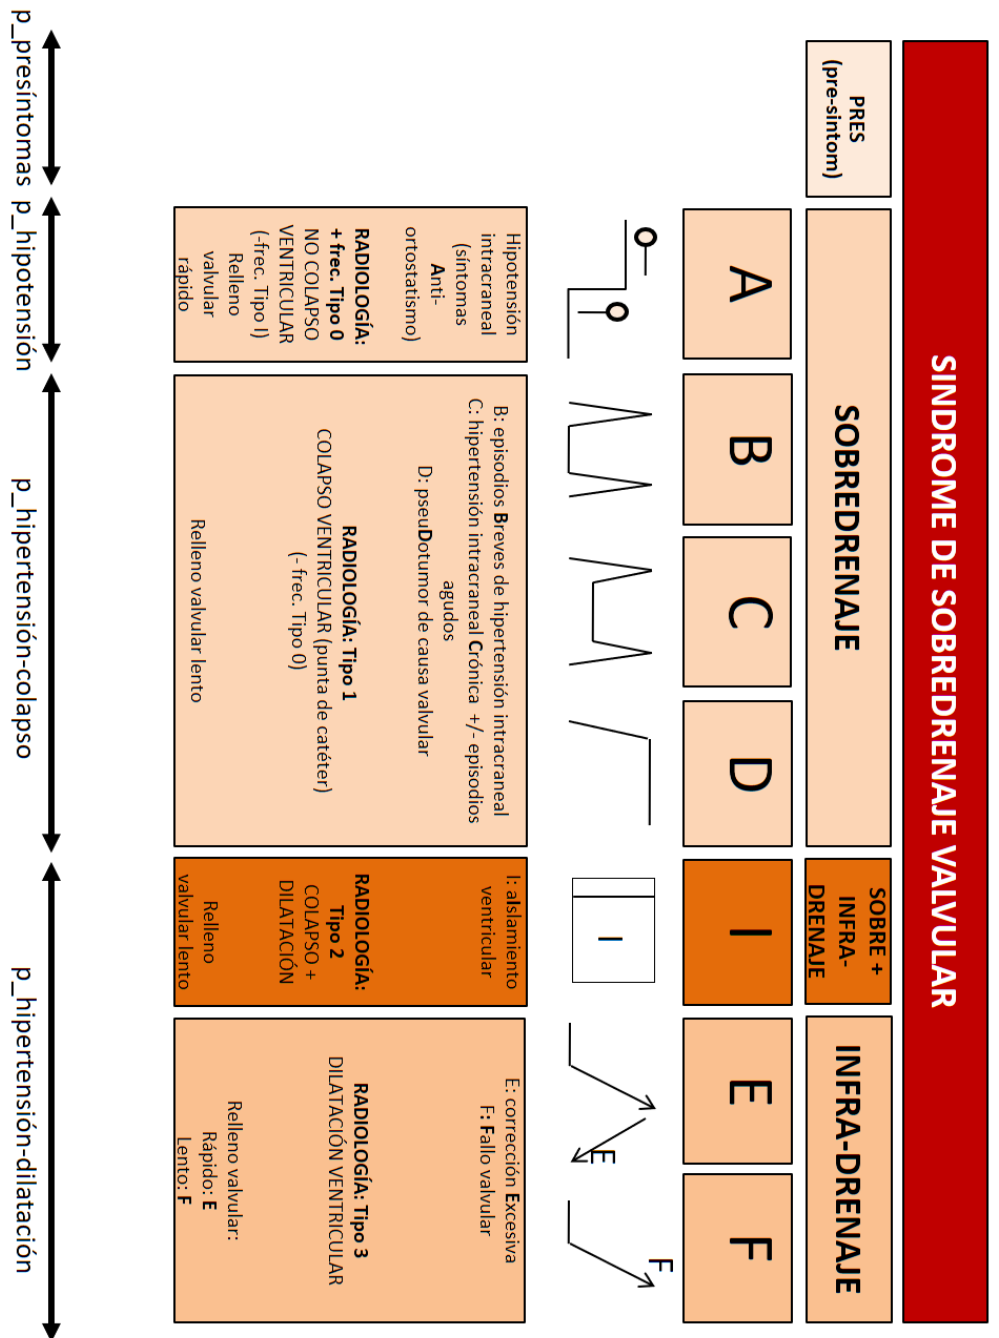 SINDROME DE SOBREDRENAJE VALVULAR
PRES
(pre-sintom)
SOBREDRENAJE
SOBRE +
INFRA-
DRENAJE
INFRA-DRENAJE
A
B
C
D
I
E
F
I
E
F
Hipotensión
intracraneal
(síntomas
Anti-
ortostatismo)
RADIOLOGÍA:
+ frec. Tipo 0
NO COLAPSO
VENTRICULAR
(-frec. Tipo I)
Relleno
valvular
rápido
B: episodios Breves de hipertensión intracraneal
C: hipertensión intracraneal Crónica +/- episodios
agudos
D: pseuDotumor de causa valvular
RADIOLOGÍA: Tipo 1
COLAPSO VENTRICULAR (punta de catéter)
(- frec. Tipo 0)
Relleno valvular lento
I: aIslamiento
ventricular
RADIOLOGÍA:
Tipo 2
COLAPSO +
DILATACIÓN
Relleno
valvular lento
E: corrección Excesiva
F: Fallo valvular
RADIOLOGÍA: Tipo 3
DILATACIÓN VENTRICULAR
Relleno valvular:
Rápido: E
Lento: F
p_presíntomas
p_hipotensión
p_hipertensión-colapso
p_hipertensión-dilatación